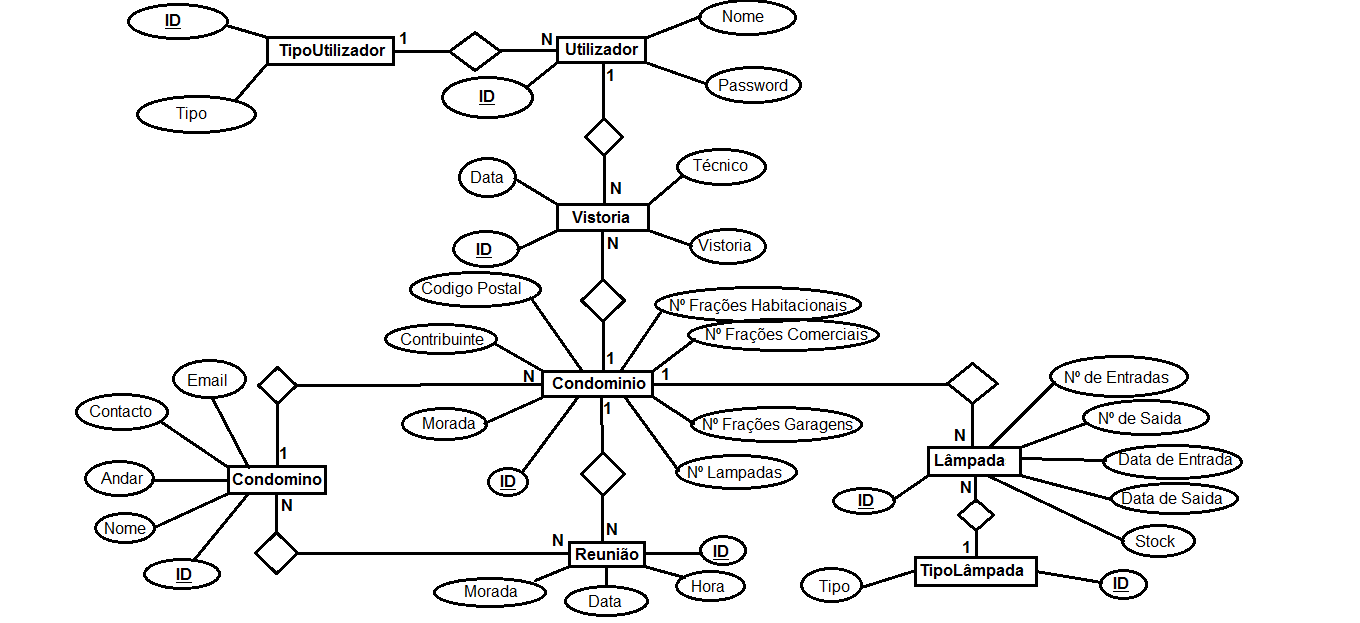 ID
TipoUtilizador
1
N
Utilizador
Nome
Tipo
ID
Password
1
Data
Técnico
N
Vistoria
ID
N
Vistoria
Codigo Postal
Nº Frações Habitacionais
Contribuinte
Nº Frações Comerciais
1
N
Condominio
1
Morada
1
Nº Frações Garagens
ID
Nº Lampadas
Email
Contacto
1
Andar
Condomino
N
Nome
ID
N
N
Reunião
ID
Morada
Data
Hora
Nº de Entradas
Nº de Saida
N
Lâmpada
Data de Entrada
ID
N
Data de Saida
Stock
1
TipoLâmpada
Tipo
ID